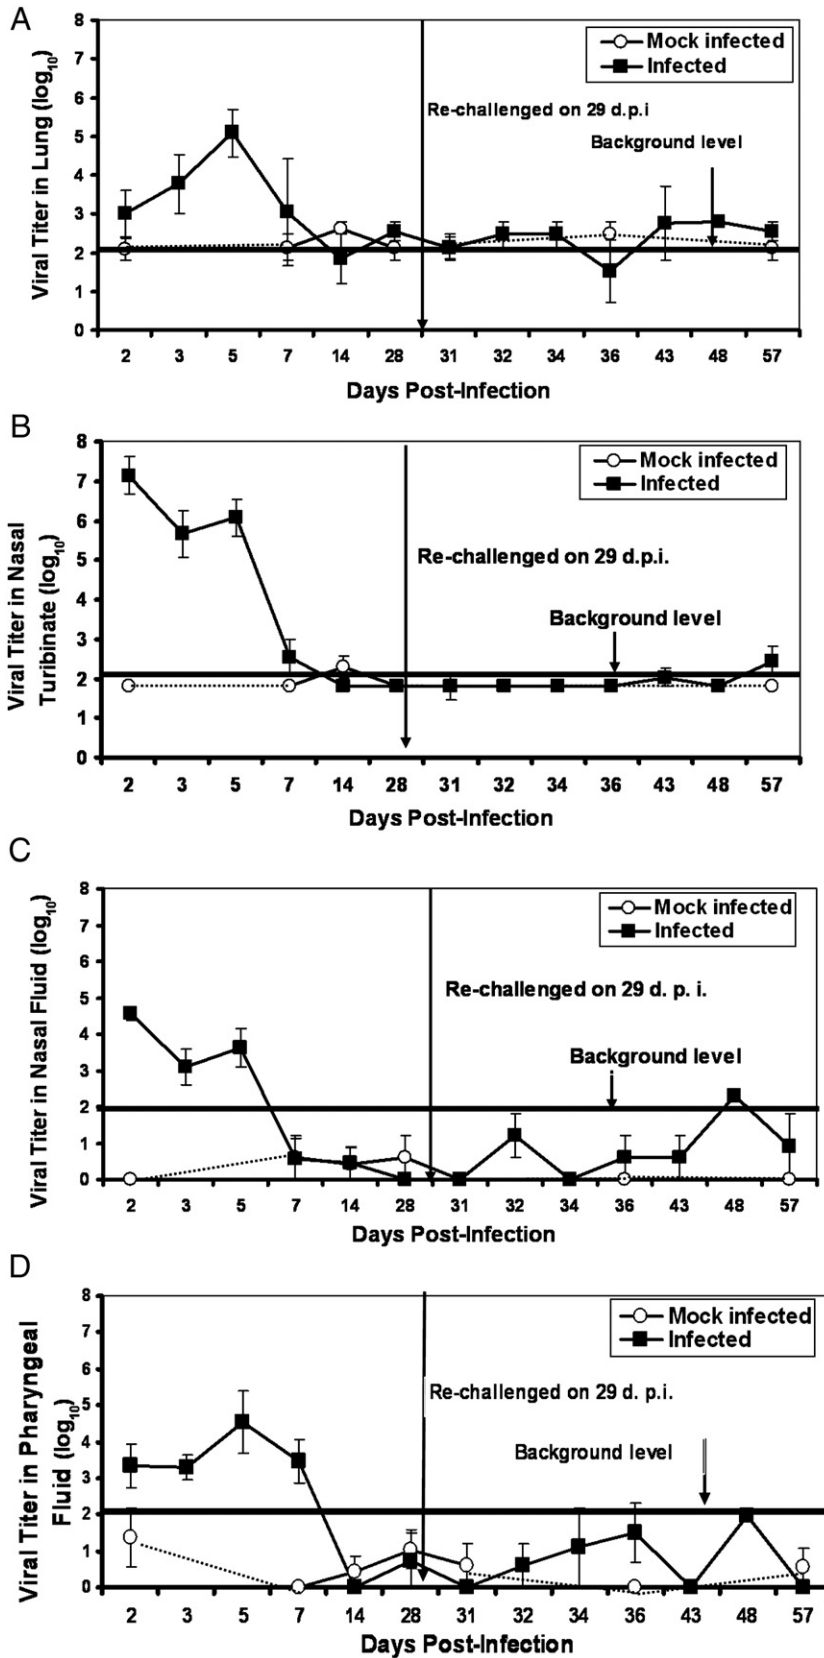 A
Viral Titer in Lung (log10)
8
7
6
5
4
3
2
1
0
Mock infected
Infected
Re-challenged on 29 d.p.i
Background level
2 3 5 7 14 28 31 32 34 36 43 48 57
Days Post-Infection
B
Viral Titer in Nasal
Turibinate (log10)
8
7
6
5
4
3
2
1
0
Mock infected
Infected
Re-challenged on 29 d.p.i.
Background level
2 3 5 7 14 28 31 32 34 36 43 48 57
Days Post-Infection
C
Viral Titer in Nasal Fluid (log10)
8
7
6
5
4
3
2
1
0
Mock infected
Infected
Re-challenged on 29 d. p. i.
Background level
2 3 5 7 14 28 31 32 34 36 43 48 57
Days Post-Infection
D
Viral Titer in Pharyngeal
Fluid (log10)
8
7
6
5
4
3
2
1
0
Mock infected
Infected
Re-challenged on 29 d. p.i.
Background level
2 3 5 7 14 28 31 32 34 36 43 48 57
Days Post-Infection